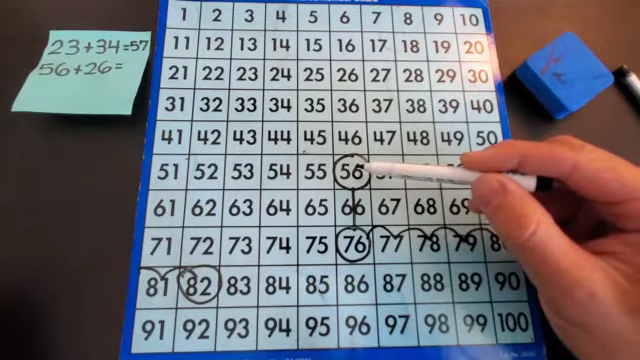 23+34=57
56+26=
1 2 3 4 5 6 7 8 9 10
11 12 13 14 15 16 17 18 19 20
21 22 23 24 25 26 27 28 29 30
31 32 33 34 35 36 37 38 39 40
41 42 43 44 45 46 47 48 49 50
51 52 53 54 55 56
61 62 63 64 65 66 67 68 69
71 72 73 74 75 76 77 78 79
81 82 83 84 85 86 87 88 89 90
91 92 93 94 95 96 97 98 99 100